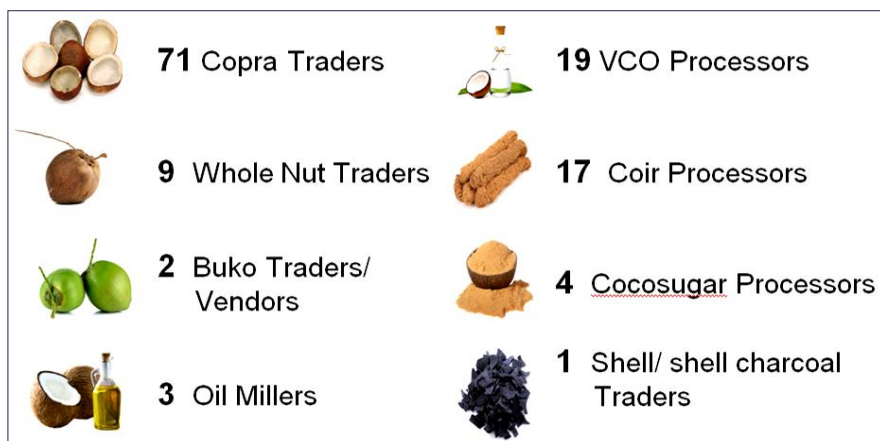 71 Copra Traders
9 Whole Nut Traders
2 Buko Traders/
Vendors
3 Oil Millers
19 VCO Processors
17 Coir Processors
4 Cocosugar Processors
1 Shell/ shell charcoal
Traders